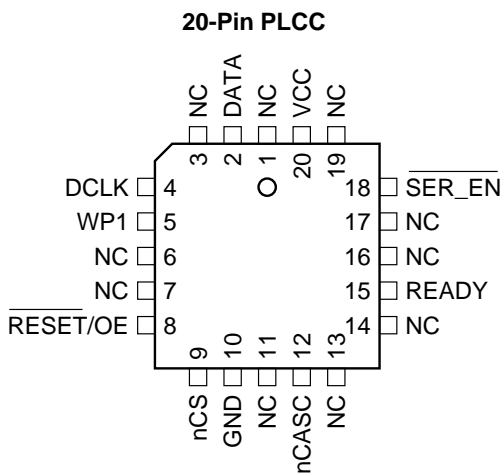 20-Pin PLCC
NC
DATA
NC
VCC
NC
3
2
1
20
19
DCLK 4
WP1 5
NC 6
NC 7
RESET/OE 8
18 SER_EN
17 NC
16 NC
15 READY
14 NC
9
10
11
12
13
nCS
GND
NC
nCASC
NC